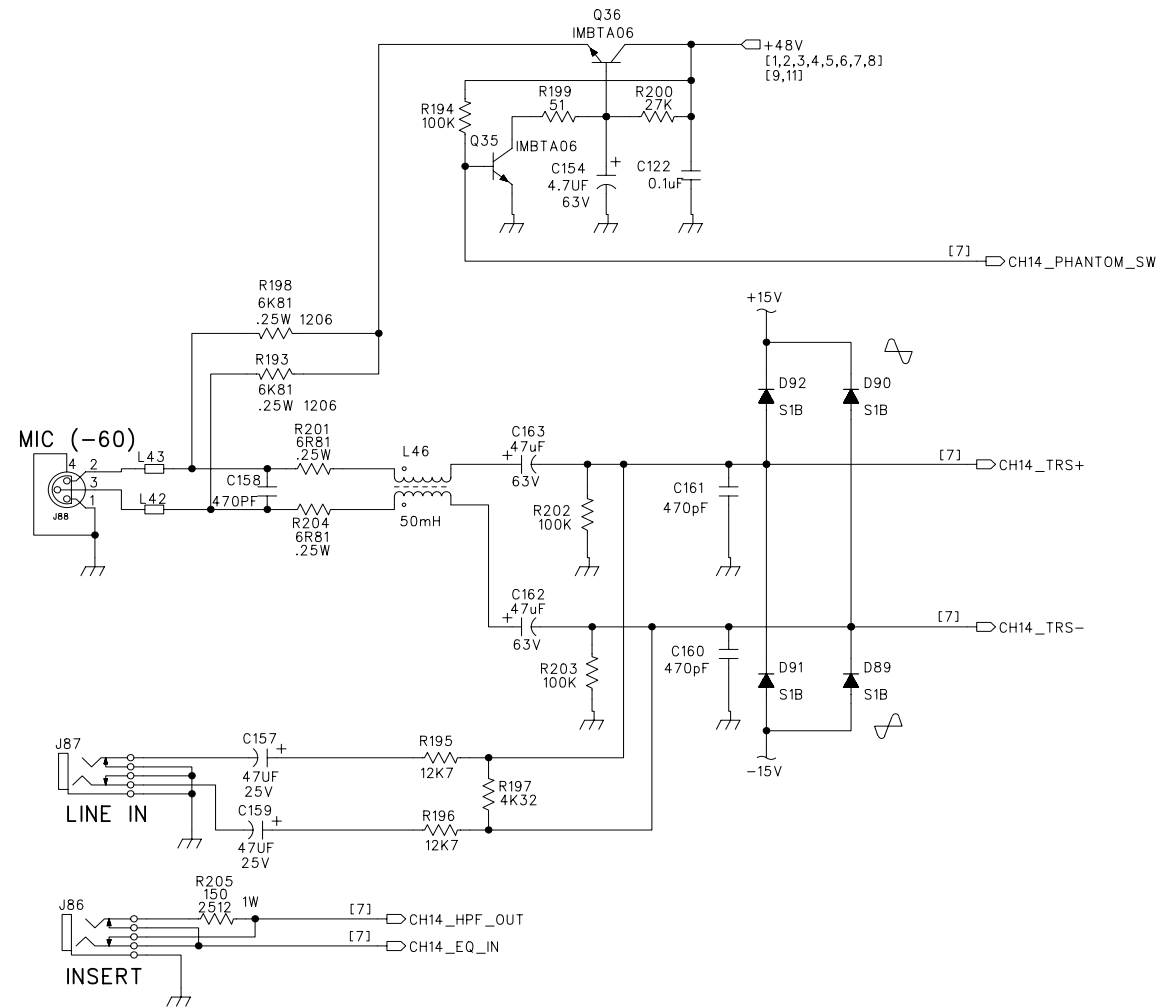 Q36
IMBTA06
+48V
[1,2,3,4,5,6,7,8]
[9,11]
R194
100K
R199
51
R200
27K
Q35
IMBTA06
C154
4.7UF
63V
+
C122
0.1uF
[7]
CH14_PHANTOM_SW
R198
6K81
.25W 1206
R193
6K81
.25W 1206
+15V
D92
S1B
D90
S1B
MIC (-60)
4
2
3
1
J88
L43
L42
R201
6R81
.25W
C158
470PF
R204
6R81
.25W
L46
50mH
C163
47uF
+
63V
R202
100K
C161
470pF
[7]
CH14_TRS+
C162
47uF
+
63V
R203
100K
C160
470pF
[7]
CH14_TRS-
D91
S1B
D89
S1B
-15V
J87
LINE IN
C157
+
47UF
25V
C159
+
47UF
25V
R195
12K7
R197
4K32
R196
12K7
J86
INSERT
R205
150
2512
1W
[7]
CH14_HPF_OUT
[7]
CH14_EQ_IN